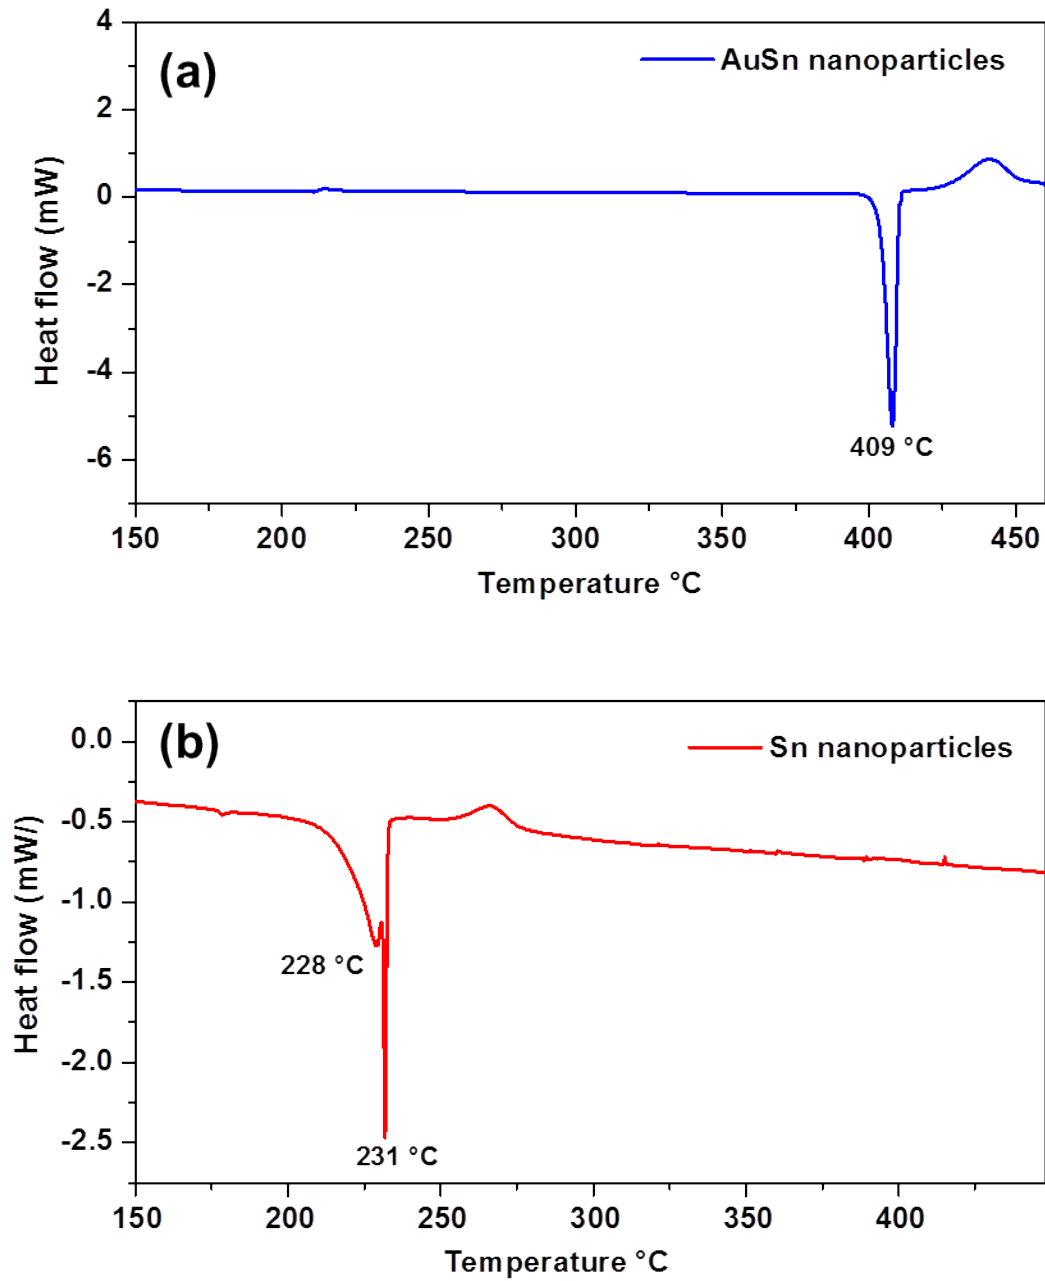 (a)
AuSn nanoparticles
4
2
0
-2
-4
-6
Heat flow (mW)
409 °C
150 200 250 300 350 400 450
Temperature °C
(b)
Sn nanoparticles
0.0
-0.5
-1.0
-1.5
-2.0
-2.5
Heat flow (mW/)
228 °C
231 °C
150 200 250 300 350 400
Temperature °C